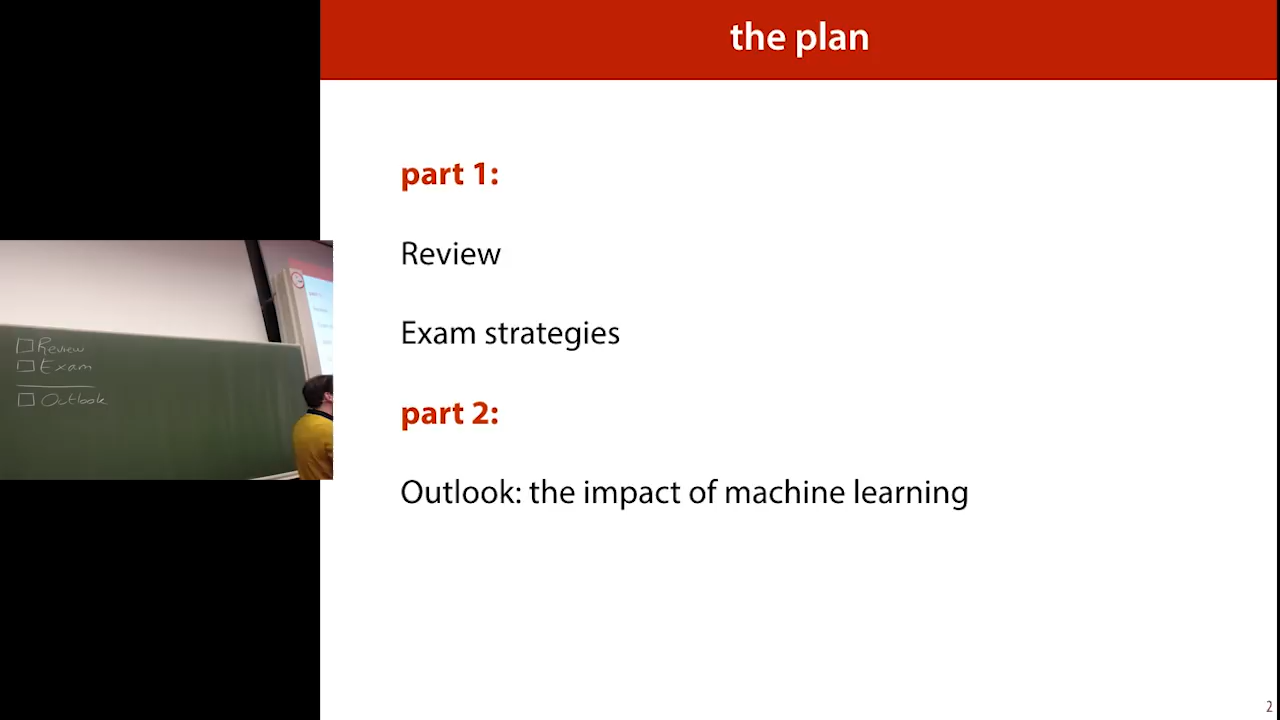 the plan
part 1:
Review
Exam strategies
part 2:
Outlook: the impact of machine learning
2
Review
Exam
Outlook